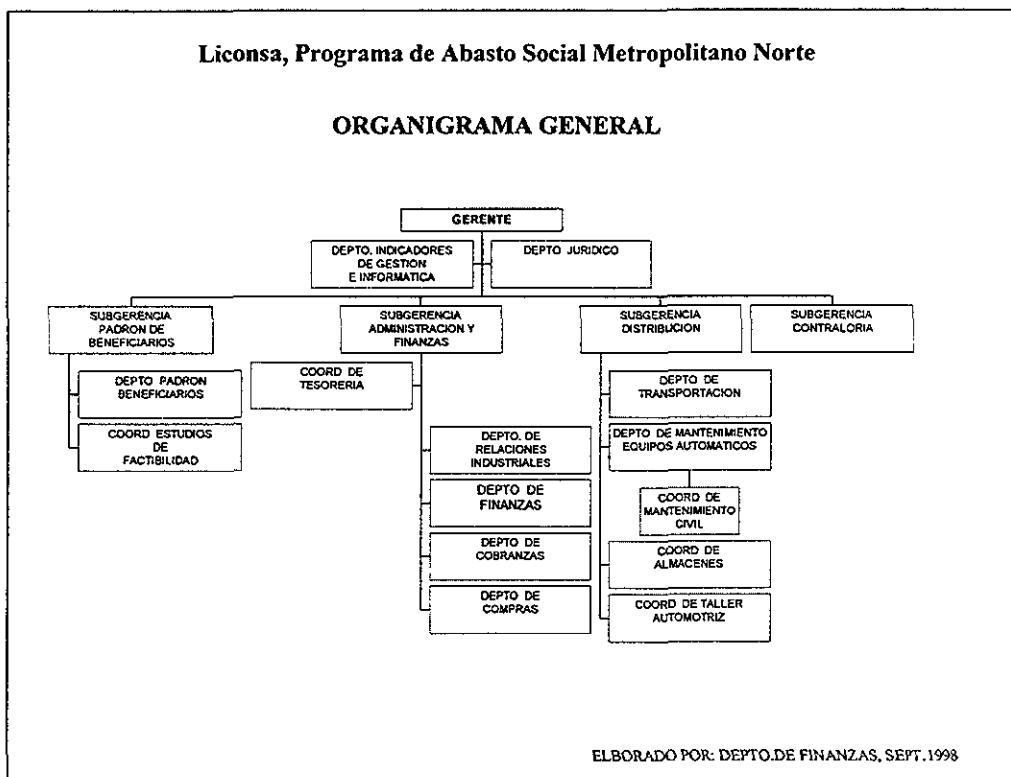 Liconsa, Programa de Abasto Social Metropolitano Norte
ORGANIGRAMA GENERAL
GERENTE
DEPTO. INDICADORES
DE GESTION
E INFORMATICA
DEPTO JURIDICO
SUBGERENCIA
PADRON DE
BENEFICIARIOS
SUBGERENCIA
ADMINISTRACION Y
FINANZAS
SUBGERENCIA
DISTRIBUCION
SUBGERENCIA
CONTRALORIA
DEPTO PADRON
BENEFICIARIOS
COORD ESTUDIOS
DE
FACTIBILIDAD
COORD DE
TESORERIA
DEPTO. DE
RELACIONES
INDUSTRIALES
DEPTO DE
FINANZAS
DEPTO DE
COBRANZAS
DEPTO DE
COMPRAS
DEPTO DE
TRANSPORTACION
DEPTO DE MANTENIMIENTO
EQUIPOS AUTOMATICOS
COORD DE
MANTENIMIENTO
CIVIL
COORD DE
ALMACENES
COORD DE TALLER
AUTOMOTRIZ
ELBORADO POR: DEPTO.DE FINANZAS, SEPT.1998